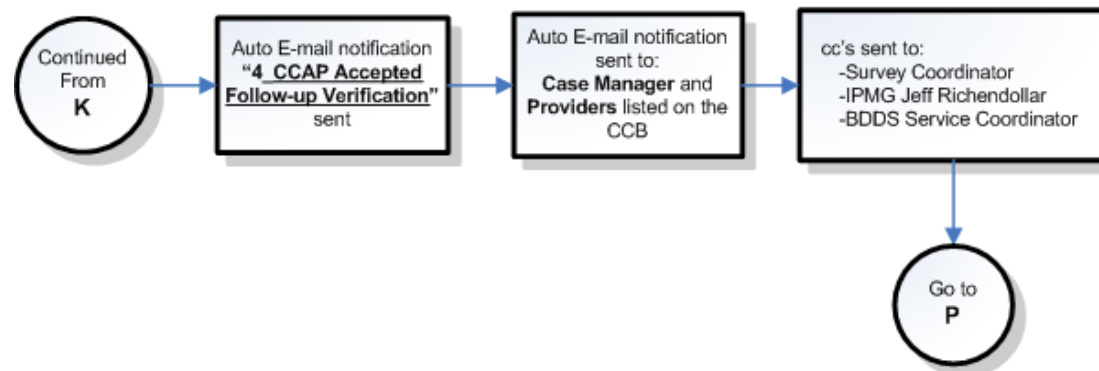 Continued
From
K
Auto E-mail notification
"4_CCAP Accepted
Follow-up Verification"
sent
Auto E-mail notification
sent to:
Case Manager and
Providers listed on the
CCB
cc's sent to:
-Survey Coordinator
-IPMG Jeff Richendollar
-BDDS Service Coordinator
Go to
P